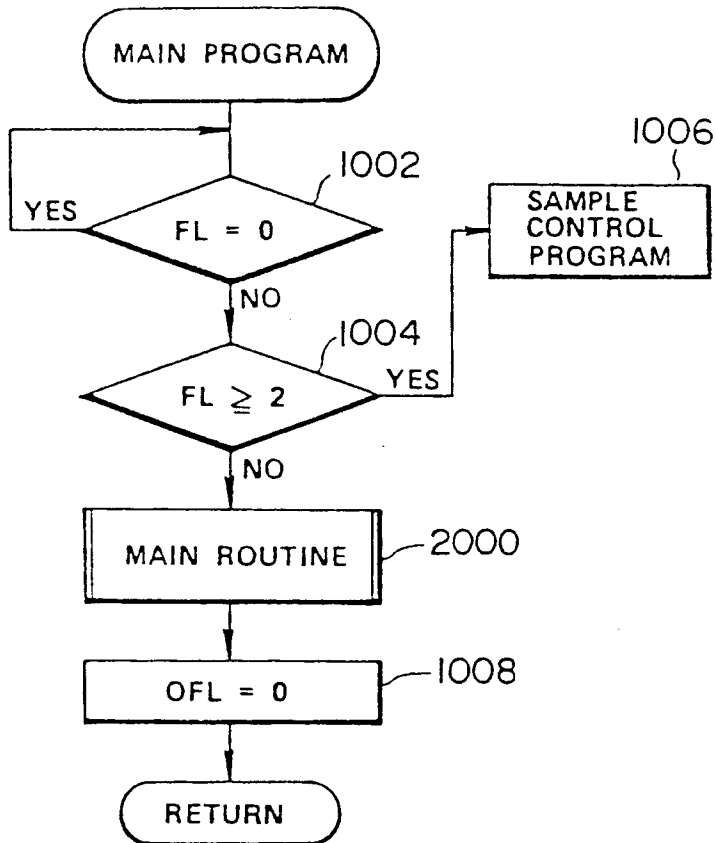 MAIN PROGRAM
1002
1006
YES
FL = 0
SAMPLE
CONTROL
PROGRAM
NO
1004
FL ≧ 2
YES
NO
MAIN ROUTINE
2000
OFL = 0
1008
RETURN